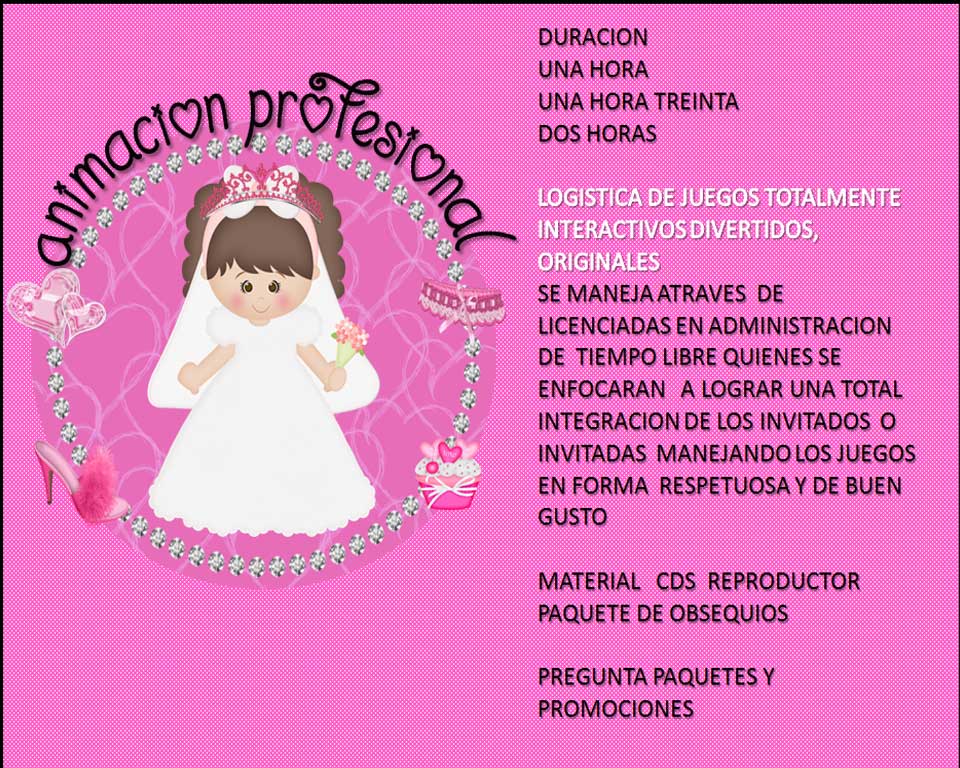 animacion profesional
DURACION
UNA HORA
UNA HORA TREINTA
DOS HORAS
LOGISTICA DE JUEGOS TOTALMENTE
INTERACTIVOS DIVERTIDOS,
ORIGINALES
SE MANEJA ATRAVES DE
LICENCIADAS EN ADMINISTRACION
DE TIEMPO LIBRE QUIENES SE
ENFOCARAN A LOGRAR UNA TOTAL
INTEGRACION DE LOS INVITADOS O
INVITADAS MANEJANDO LOS JUEGOS
EN FORMA RESPETUOSA Y DE BUEN
GUSTO
MATERIAL CDS REPRODUCTOR
PAQUETE DE OBSEQUIOS
PREGUNTA PAQUETES Y
PROMOCIONES